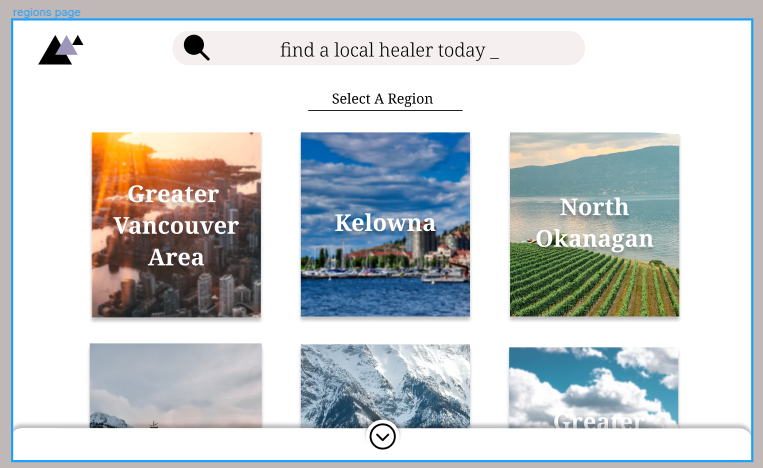 regions page
find a local healer today _
Select A Region
Greater
Vancouver
Area
Kelowna
North
Okanagan
Greater